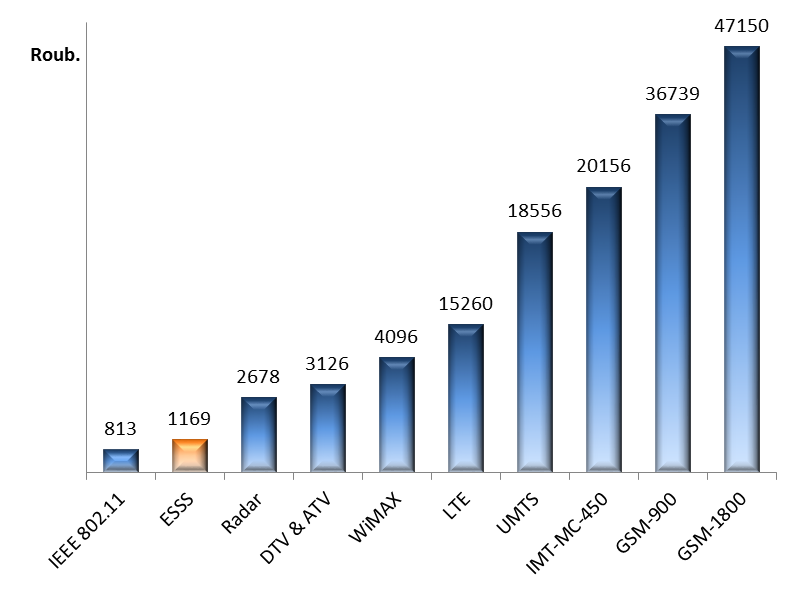 Roub.
47150
36739
20156
18556
15260
4096
3126
2678
1169
813
IEEE 802.11
ESSS
Radar
DTV & ATV
WiMAX
LTE
UMTS
IMT-MC-450
GSM-900
GSM-1800